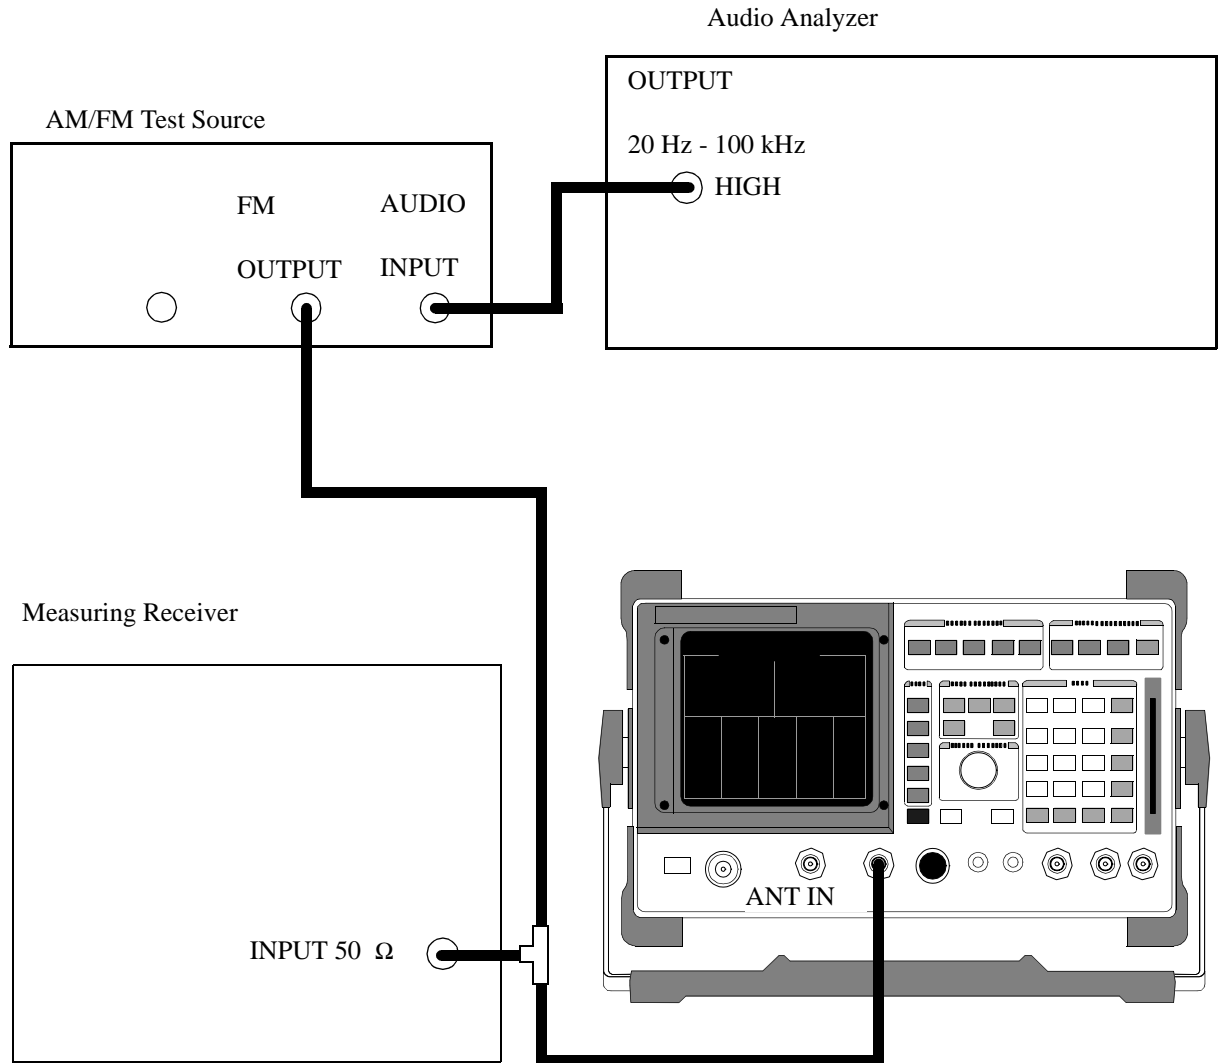 Audio Analyzer
OUTPUT
20 Hz - 100 kHz
HIGH
AM/FM Test Source
FM
AUDIO
OUTPUT
INPUT
Measuring Receiver
INPUT 50 Ω
ANT IN